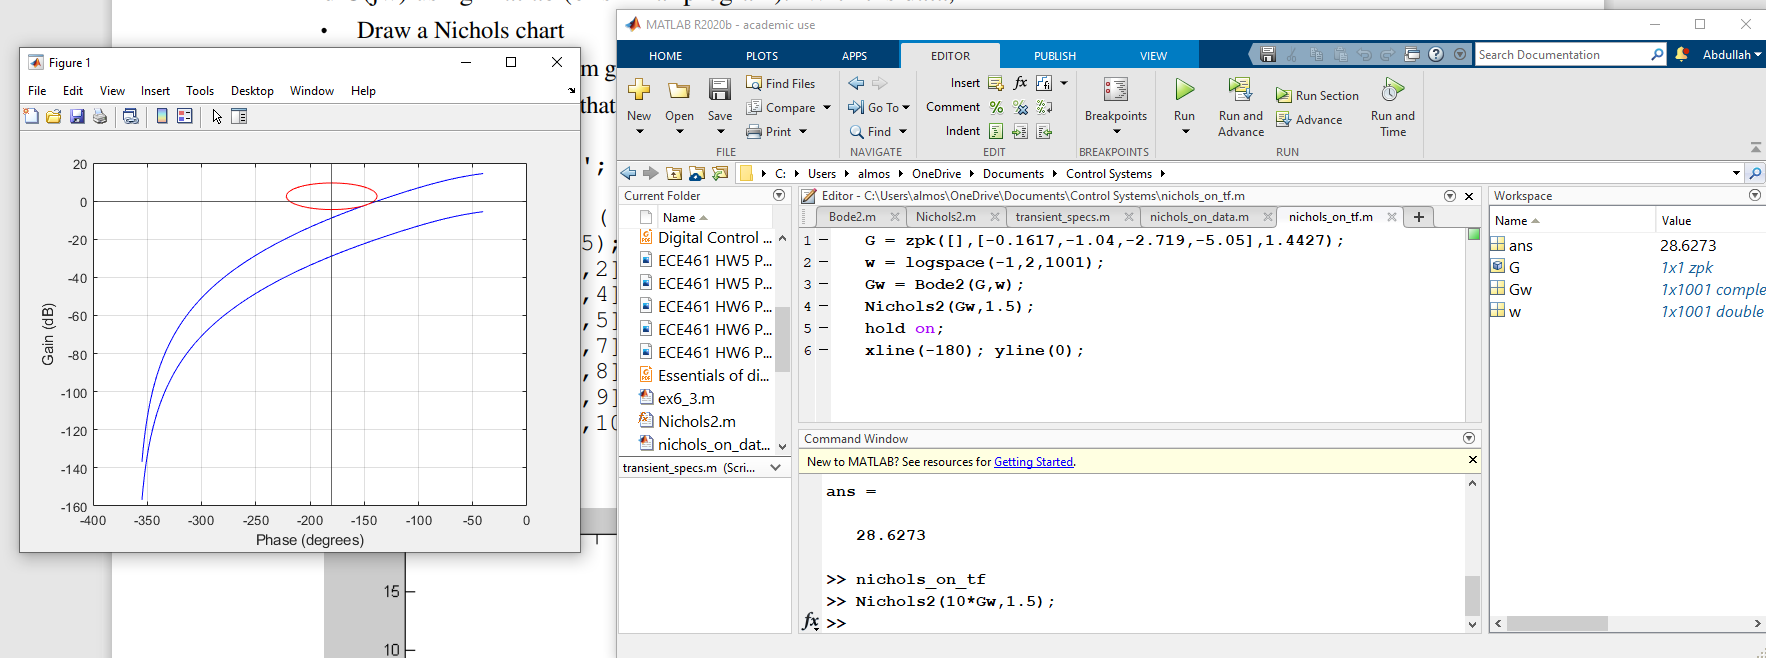 • Draw a Nichols chart
Figure 1
File Edit View Insert Tools Desktop Window Help
20
0
-20
-40
-60
-80
-100
-120
-140
-160
-400 -350 -300 -250 -200 -150 -100 -50 0
Gain (dB)
Phase (degrees)
m g
that
';
(
5);
,2]
,4]
,5]
,7]
,8]
,9]
,10
15
10
MATLAB R2020b - academic use
HOME PLOTS APPS EDITOR PUBLISH VIEW
Search Documentation
Abdullah
New Open Save
Find Files
Compare
Print
FILE
Go To
Find
NAVIGATE
Insert
Comment
Indent
EDIT
Breakpoints
BREAKPOINTS
Run
Run and Advance
Run Section
Advance
Run and Time
RUN
C: Users almos OneDrive Documents Control Systems
Current Folder
Name
Digital Control ...
ECE461 HW5 P...
ECE461 HW5 P...
ECE461 HW6 P...
ECE461 HW6 P...
ECE461 HW6 P...
Essentials of di...
ex6_3.m
Nichols2.m
nichols_on_dat...
transient_specs.m (Scri...
Editor - C:\Users\almos\OneDrive\Documents\Control Systems\nichols_on_tf.m
Bode2.m Nichols2.m transient_specs.m nichols_on_data.m nichols_on_tf.m
1 G = zpk([],[-0.1617,-1.04,-2.719,-5.05],1.4427);
2 w = logspace(-1,2,1001);
3 Gw = Bode2(G,w);
4 Nichols2(Gw,1.5);
5 hold on;
6 xline(-180); yline(0);
Command Window
New to MATLAB? See resources for Getting Started.
ans =
28.6273
>> nichols_on_tf
>> Nichols2(10*Gw,1.5);
fx >>
Workspace
Name Value
ans 28.6273
G 1x1 zpk
Gw 1x1001 comple
w 1x1001 double